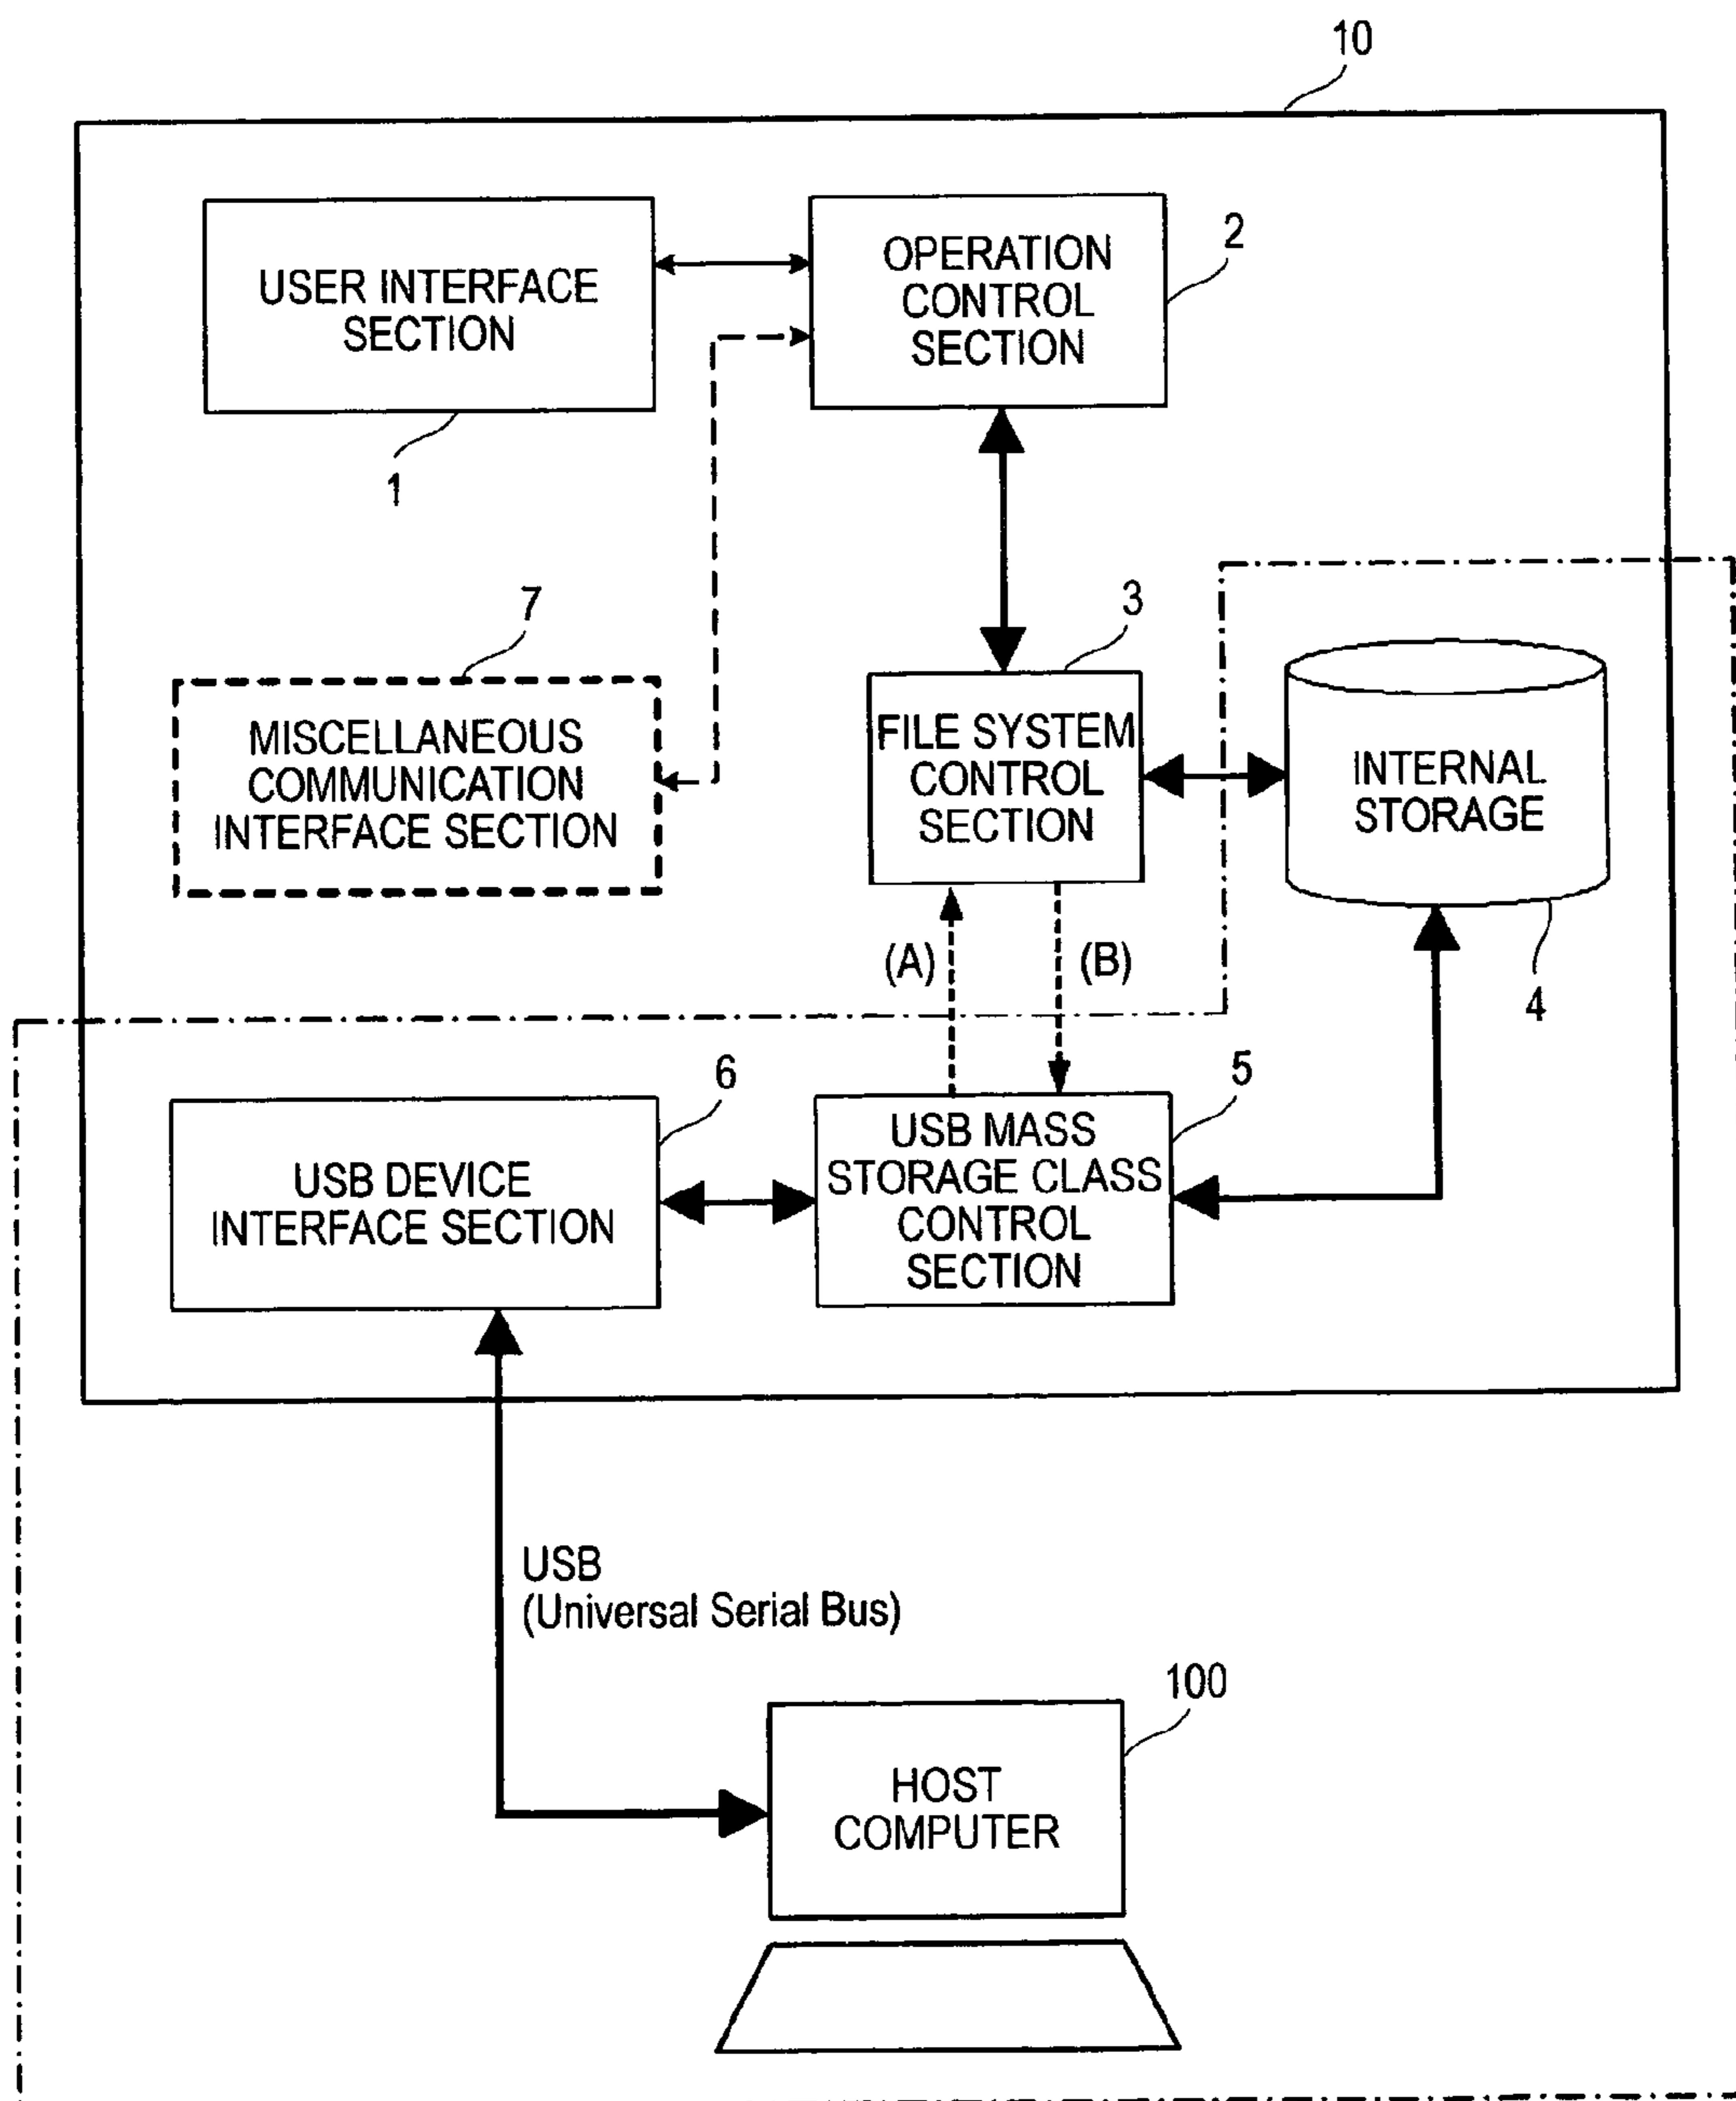 10
USER INTERFACE
SECTION
1
OPERATION
CONTROL
SECTION
2
7
MISCELLANEOUS
COMMUNICATION
INTERFACE SECTION
3
FILE SYSTEM
CONTROL
SECTION
INTERNAL
STORAGE
4
(A)
(B)
6
USB DEVICE
INTERFACE SECTION
5
USB MASS
STORAGE CLASS
CONTROL
SECTION
USB
(Universal Serial Bus)
100
HOST
COMPUTER